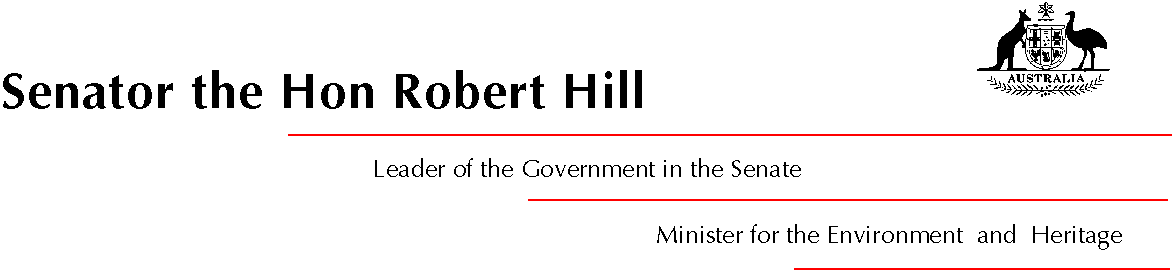 Senator the Hon Robert Hill
AUSTRALIA
Leader of the Government in the Senate
Minister for the Environment and Heritage